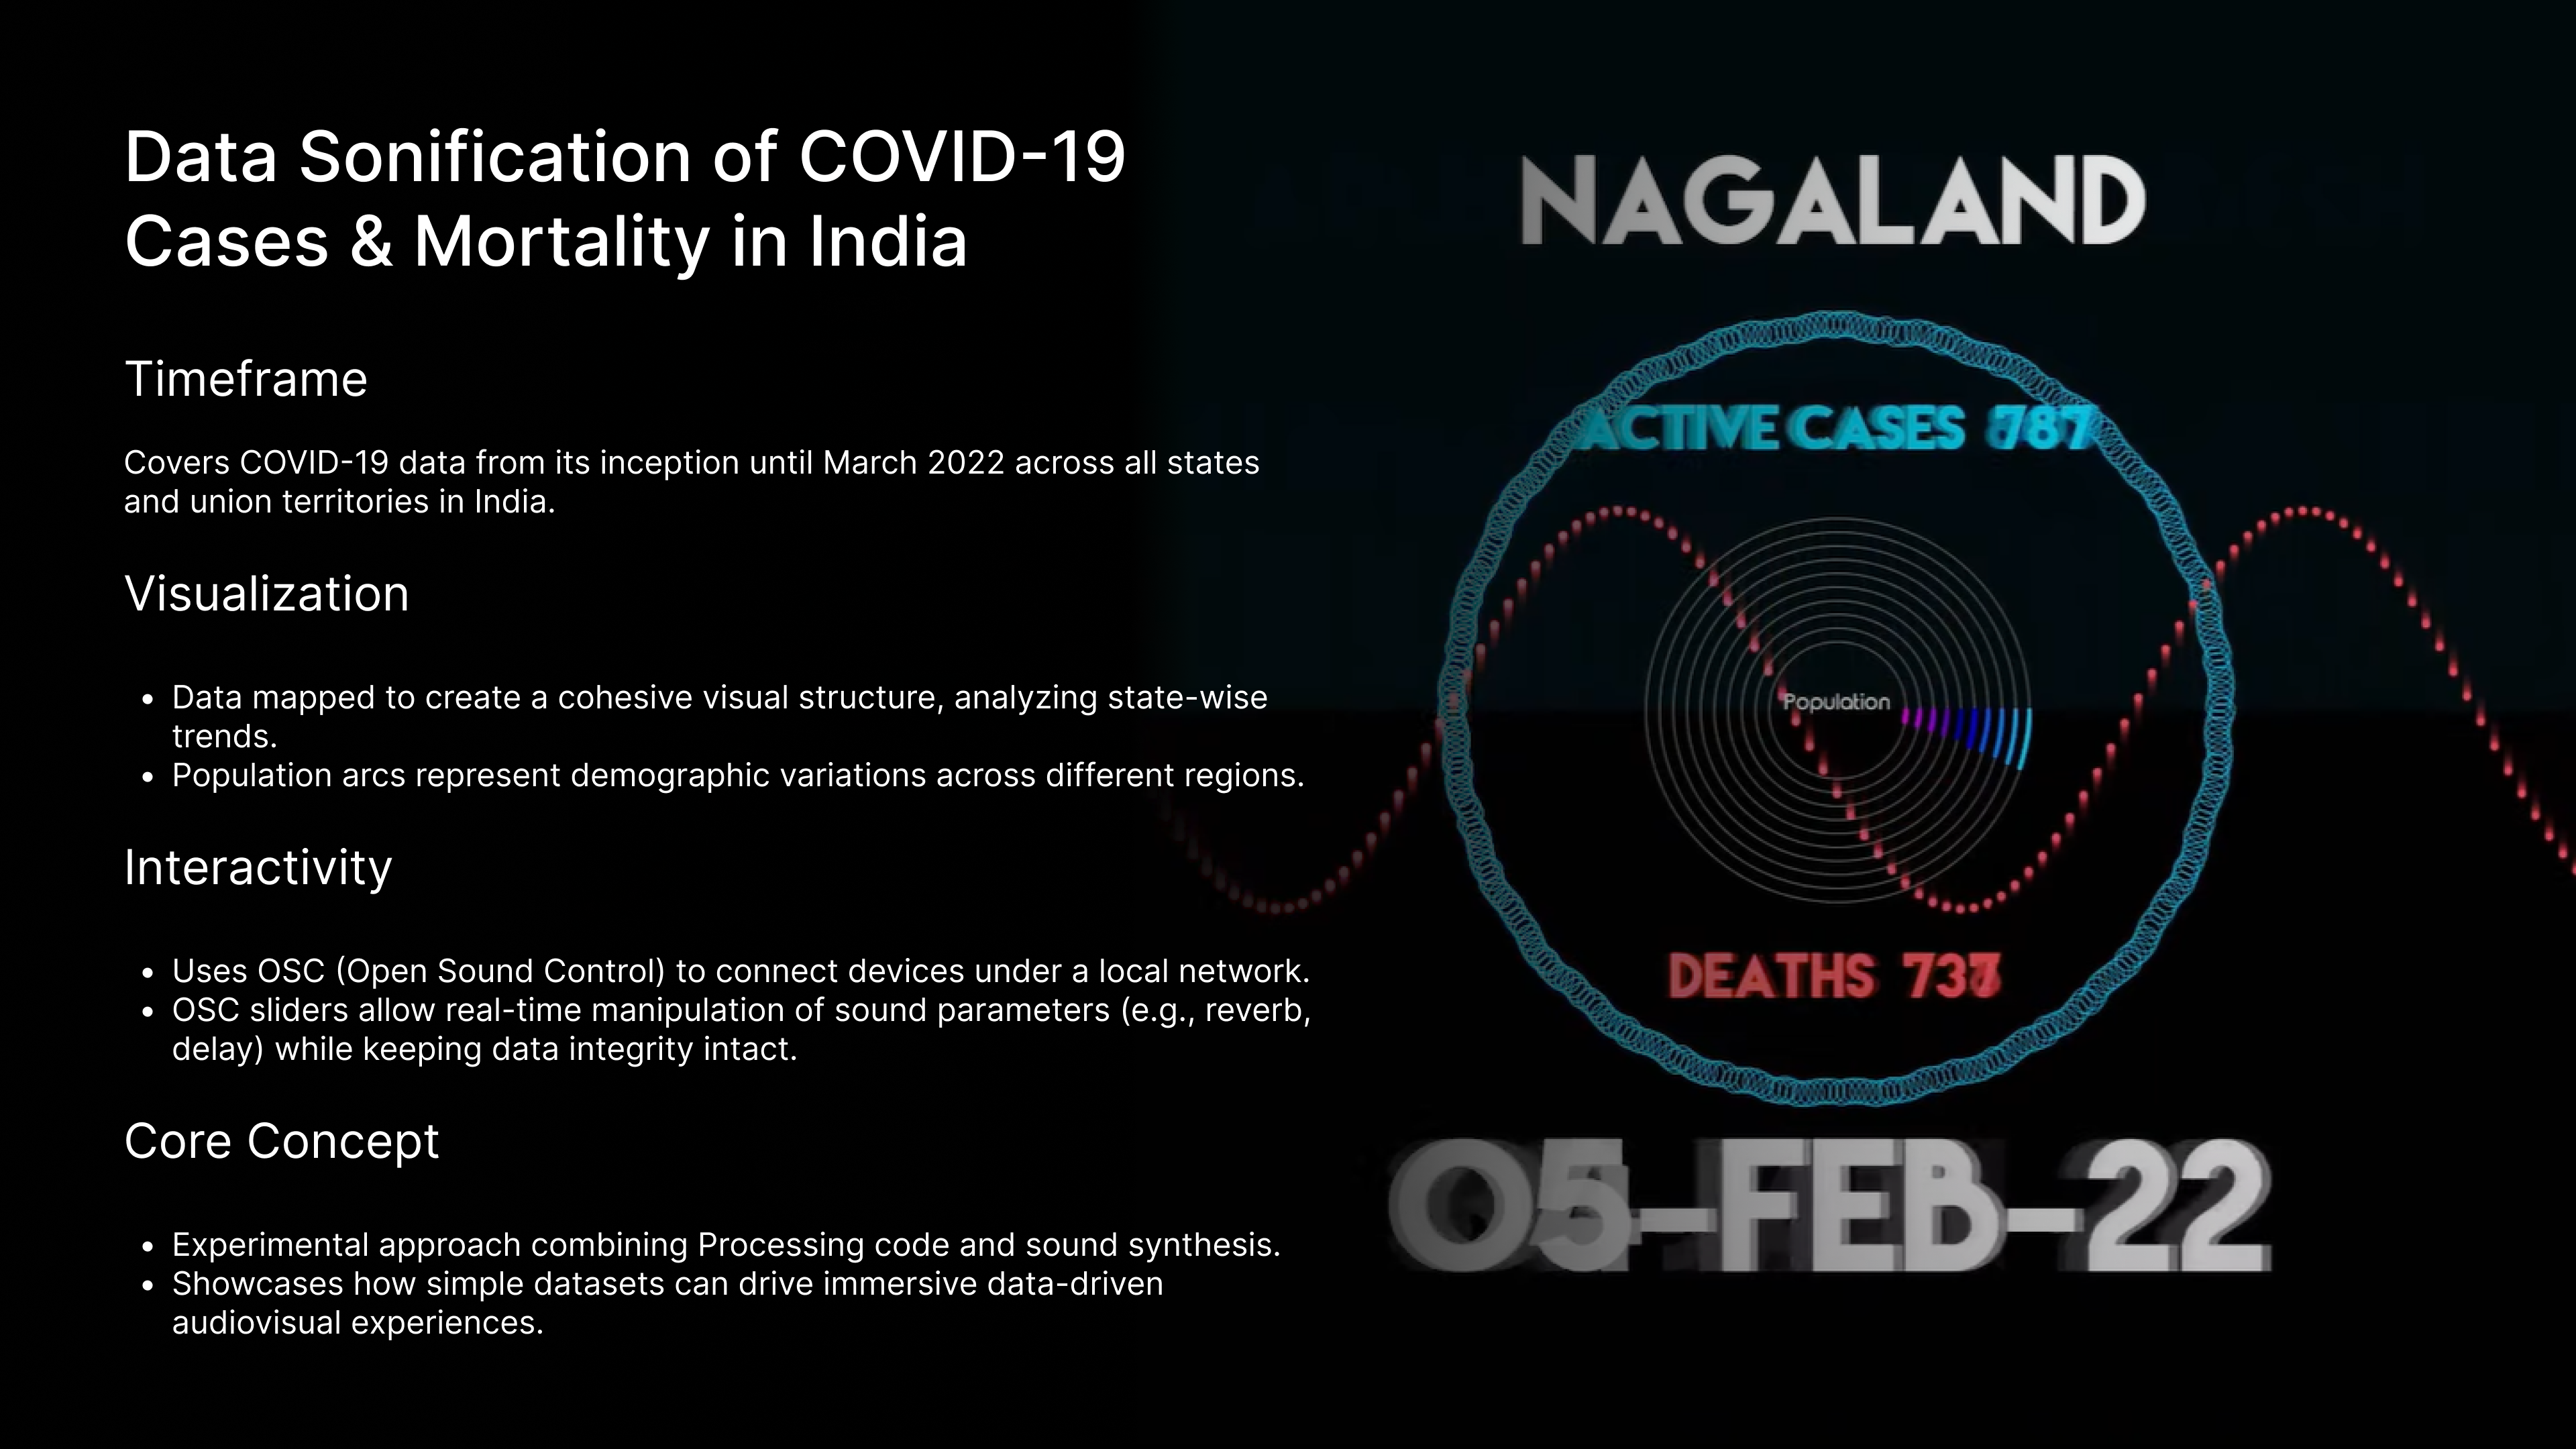 Data Sonification of COVID-19
Cases & Mortality in India
Timeframe
Covers COVID-19 data from its inception until March 2022 across all states
and union territories in India.
Visualization
• Data mapped to create a cohesive visual structure, analyzing state-wise
trends.
• Population arcs represent demographic variations across different regions.
Interactivity
• Uses OSC (Open Sound Control) to connect devices under a local network.
• OSC sliders allow real-time manipulation of sound parameters (e.g., reverb,
delay) while keeping data integrity intact.
Core Concept
• Experimental approach combining Processing code and sound synthesis.
• Showcases how simple datasets can drive immersive data-driven
audiovisual experiences.
NAGALAND
ACTIVE CASES
Population
DEATHS
05-FEB-22